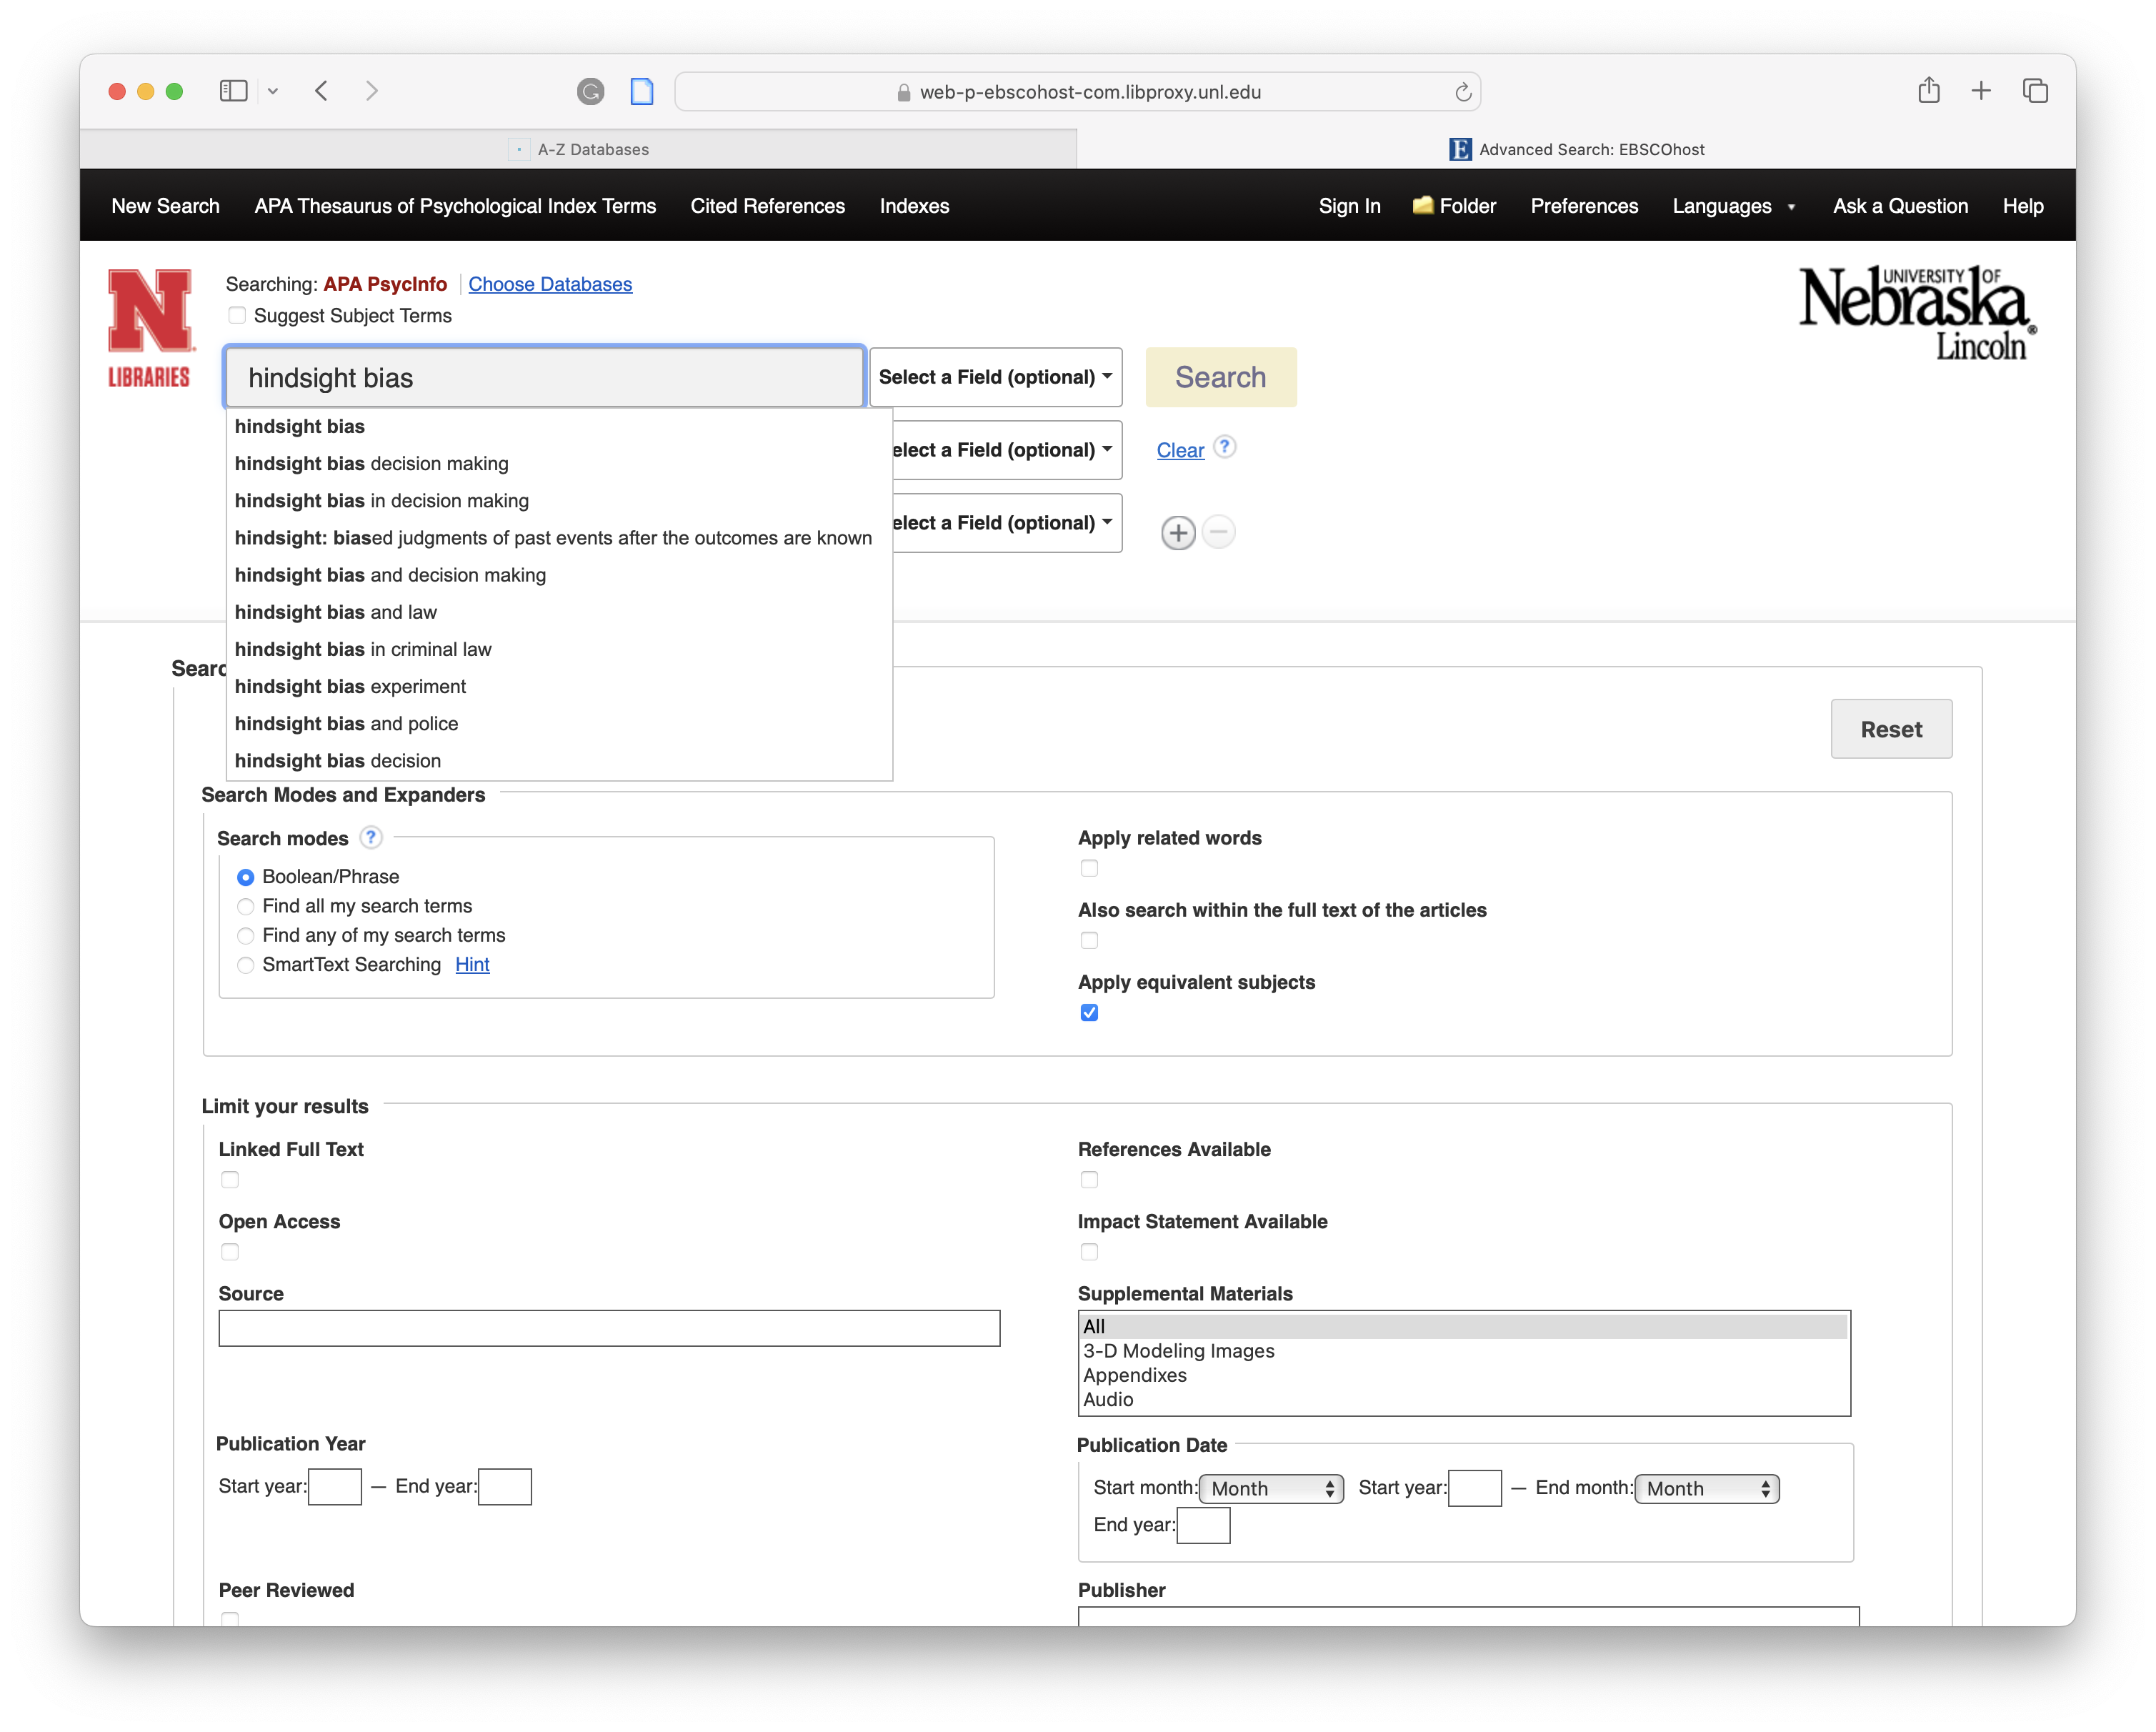 web-p-ebscohost-com.libproxy.unl.edu
A-Z Databases
E Advanced Search: EBSCOhost
New Search APA Thesaurus of Psychological Index Terms Cited References Indexes Sign In Folder Preferences Languages Ask a Question Help
N
LIBRARIES
Searching: APA PsycInfo Choose Databases
Suggest Subject Terms
UNIVERSITY OF
Nebraska®
Lincoln
hindsight bias Select a Field (optional) Search
hindsight bias
elect a Field (optional) Clear ?
hindsight bias decision making
hindsight bias in decision making
elect a Field (optional)
hindsight: biased judgments of past events after the outcomes are known
hindsight bias and decision making
hindsight bias and law
hindsight bias in criminal law
Searc
hindsight bias experiment
hindsight bias and police
Reset
hindsight bias decision
Search Modes and Expanders
Search modes ?
Boolean/Phrase
Find all my search terms
Find any of my search terms
SmartText Searching Hint
Apply related words
Also search within the full text of the articles
Apply equivalent subjects
Limit your results
Linked Full Text
References Available
Open Access
Impact Statement Available
Source
Supplemental Materials
All
3-D Modeling Images
Appendixes
Audio
Publication Year
Start year: – End year:
Publication Date
Start month: Month Start year: – End month: Month
End year:
Peer Reviewed
Publisher